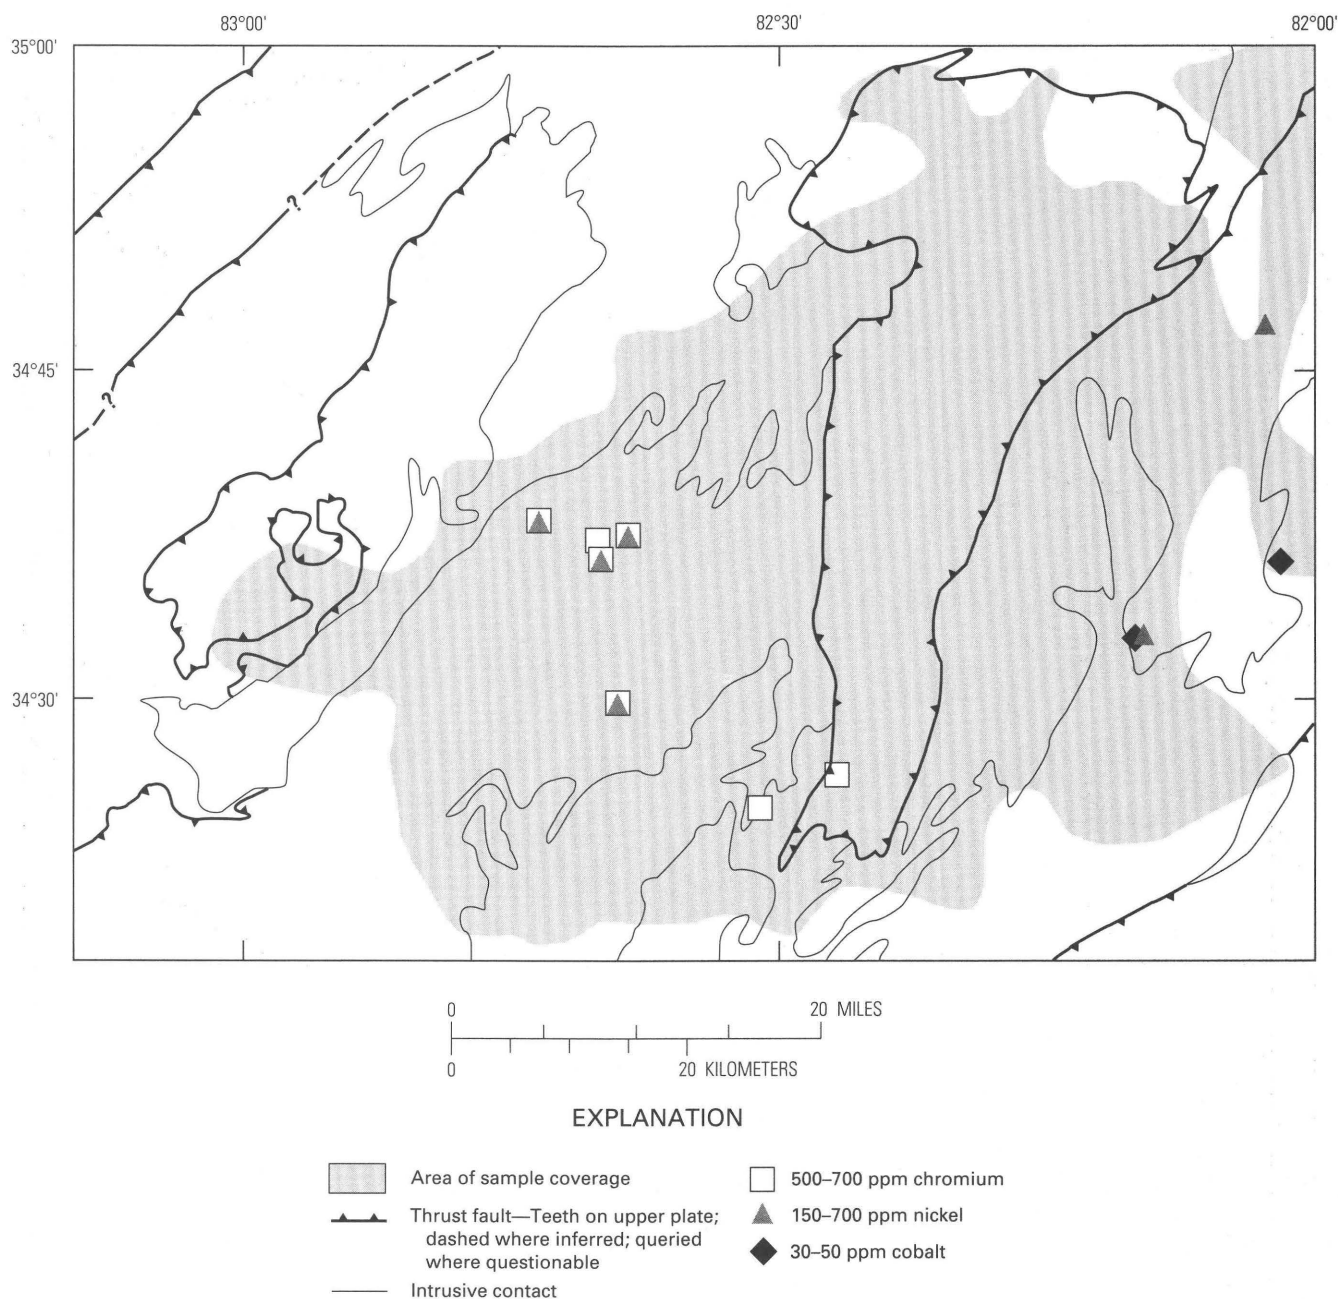 83°00'
82°30'
82°00'
35°00'
?
34°45'
?
34°30'
0
20 MILES
0
20 KILOMETERS
EXPLANATION
Area of sample coverage
Thrust fault—Teeth on upper plate;
dashed where inferred; queried
where questionable
Intrusive contact
500–700 ppm chromium
150–700 ppm nickel
30–50 ppm cobalt